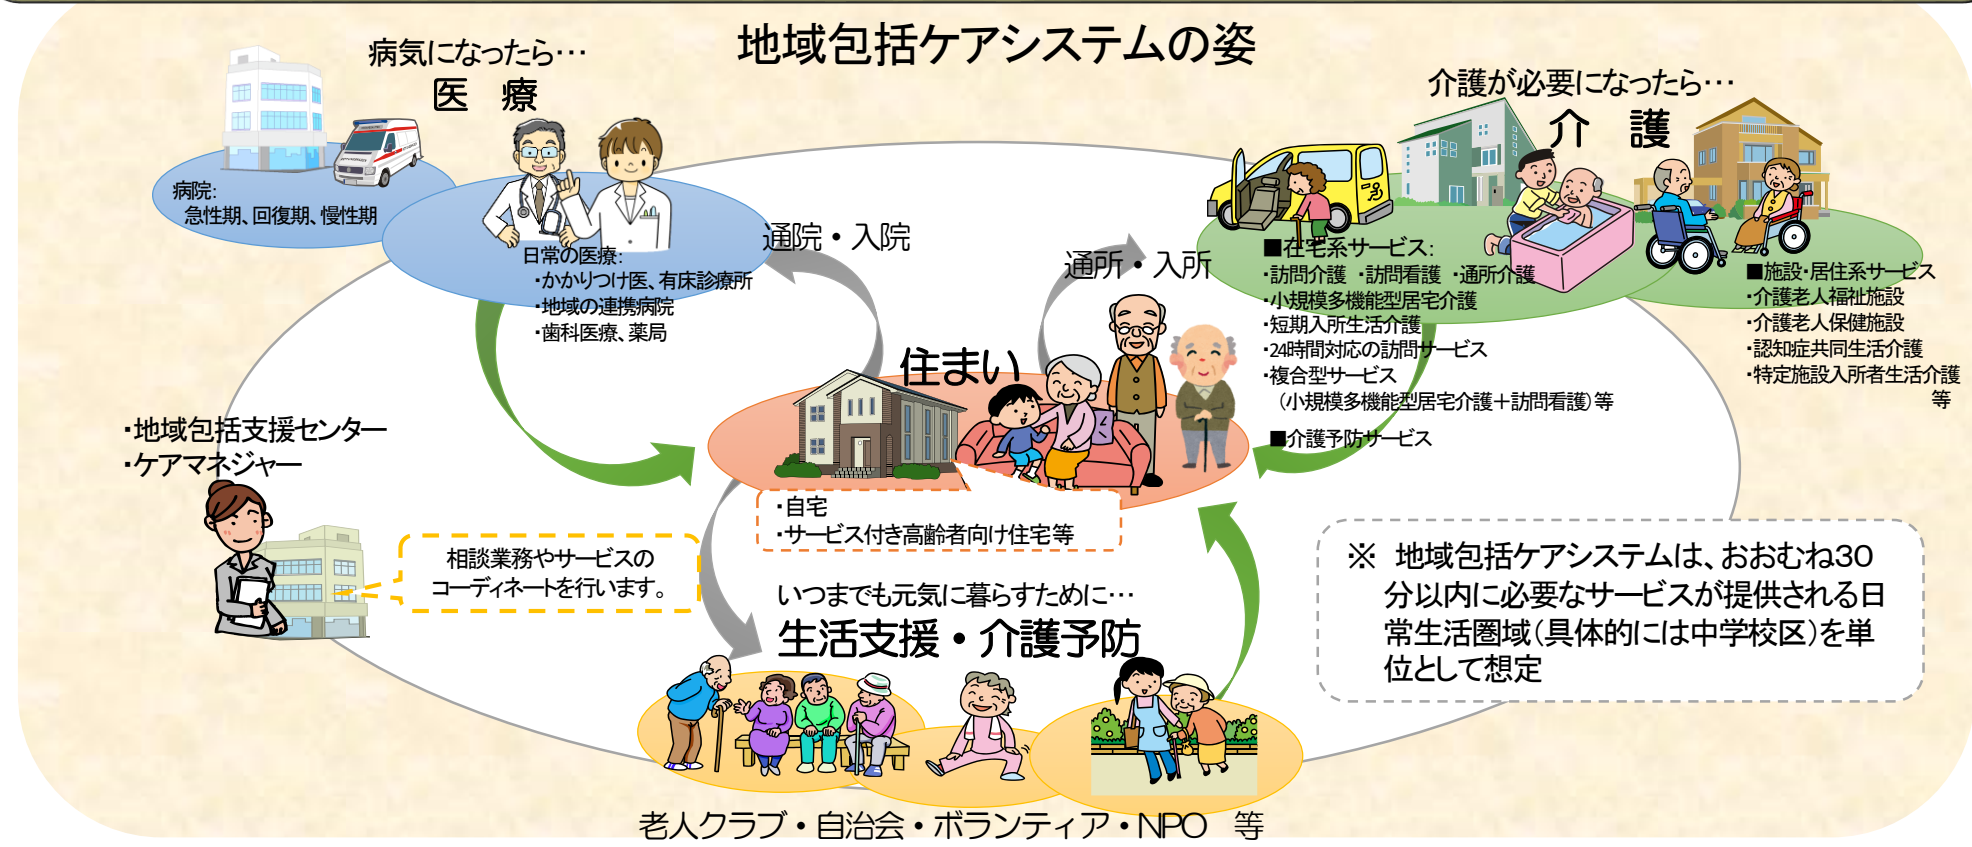 地域包括ケアシステムの姿
病気になったら…
医 療
病院:
急性期、回復期、慢性期
日常の医療:
・かかりつけ医、有床診療所
・地域の連携病院
・歯科医療、薬局
通院・入院
介護が必要になったら…
介 護
通所・入所
■在宅系サービス:
・訪問介護 ・訪問看護 ・通所介護
・小規模多機能型居宅介護
・短期入所生活介護
・24時間対応の訪問サービス
・複合型サービス
(小規模多機能型居宅介護+訪問看護)等
■介護予防サービス
■施設・居住系サービス
・介護老人福祉施設
・介護老人保健施設
・認知症共同生活介護
・特定施設入所者生活介護
等
住まい
・自宅
・サービス付き高齢者向け住宅等
・地域包括支援センター
・ケアマネジャー
相談業務やサービスの
コーディネートを行います。
いつまでも元気に暮らすために…
生活支援・介護予防
老人クラブ・自治会・ボランティア・NPO 等
※ 地域包括ケアシステムは、おおむね30
分以内に必要なサービスが提供される日
常生活圏域(具体的には中学校区)を単
位として想定